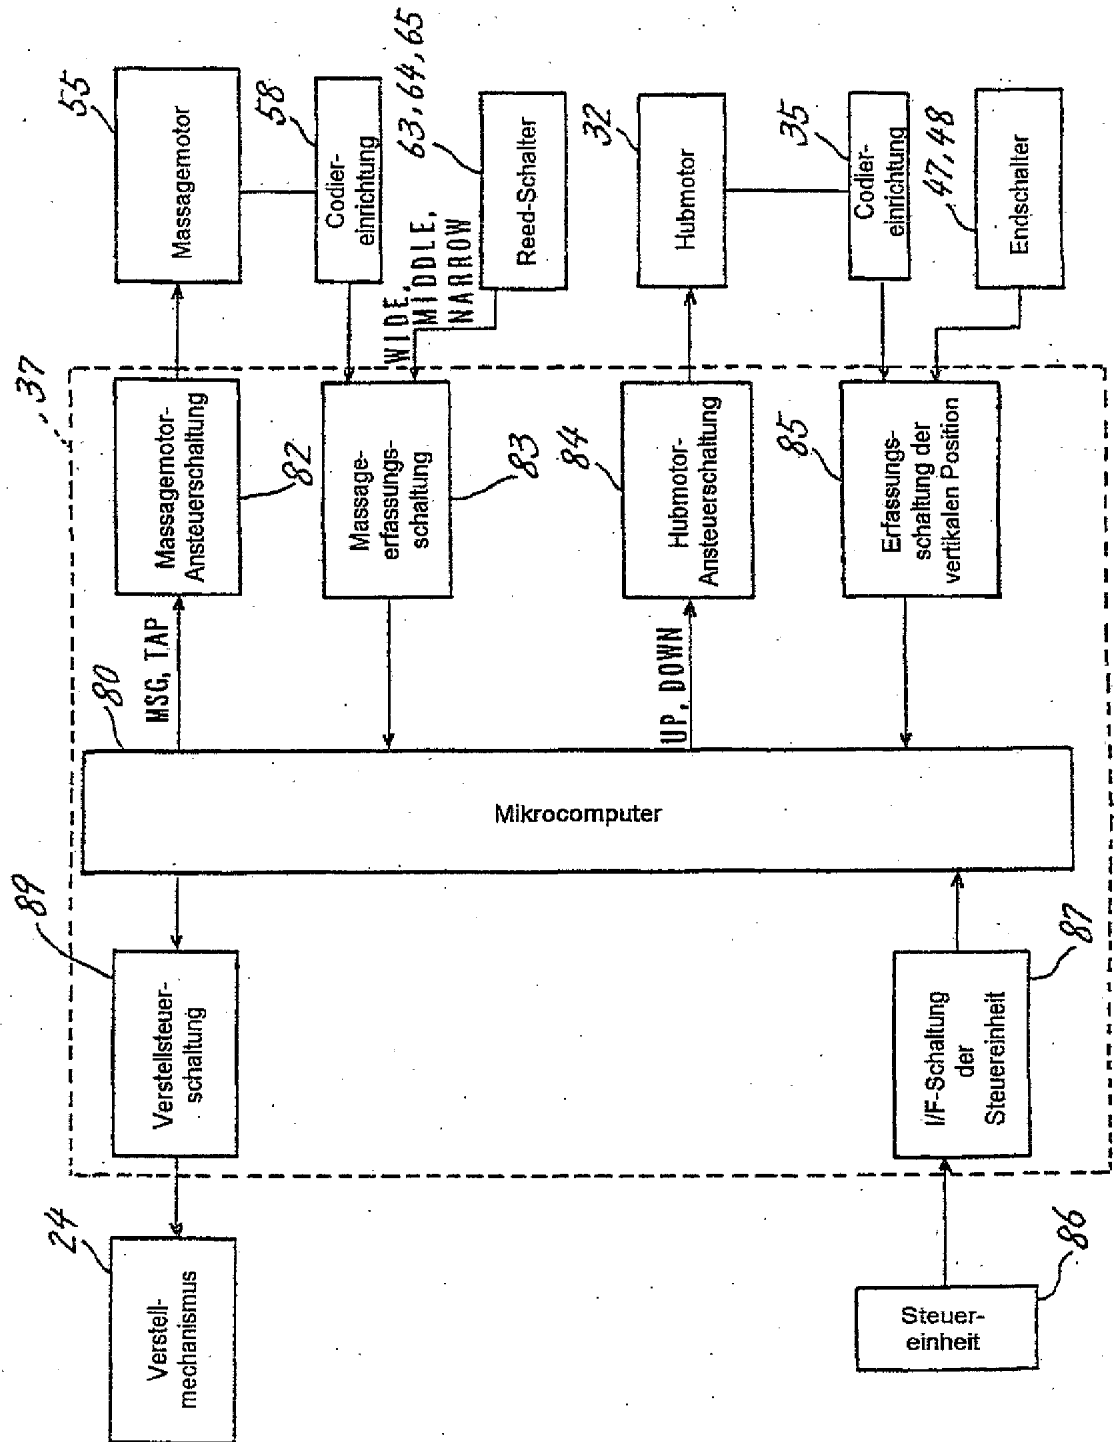 24
Verstell-
mechanismus
89
Verstellsteuer-
schaltung
86
Steuer-
einheit
87
I/F-Schaltung
der
Steuereinheit
80
Mikrocomputer
37
MSG, TAP
82
Massagemotor-
Ansteuerschaltung
83
Massage-
erfassungs-
schaltung
UP, DOWN
84
Hubmotor-
Ansteuerschaltung
85
Erfassungs-
schaltung der
vertikalen Position
55
Massagemotor
58
Codier-
einrichtung
WIDE,
MIDDLE,
NARROW
63, 64, 65
Reed-Schalter
32
Hubmotor
35
Codier-
einrichtung
47, 48
Endschalter